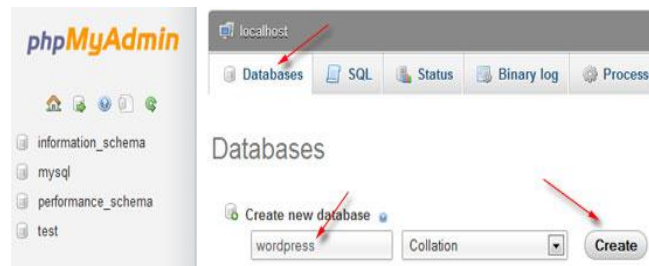 phpMyAdmin
information_schema
mysql
performance_schema
test
localhost
Databases SQL Status Binary log Process
Databases
Create new database
wordpress Collation Create